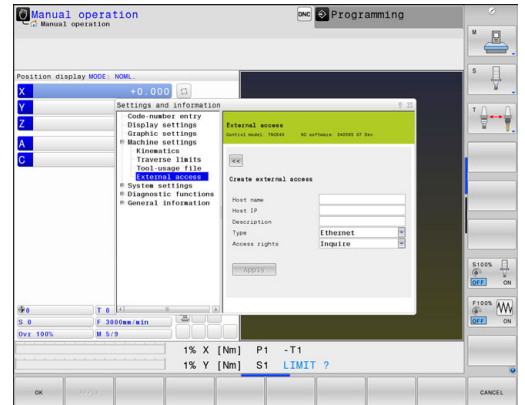 Manual operation
DNC
Programming
Manual operation
M
Position display MODE: NOML.
X +0.000
S
Y
Settings and information
Z
Code-number entry
Display settings
Graphic settings
Machine settings
Kinematics
Traverse limits
Tool-usage file
External access
System settings
Diagnostic functions
General information
A
C
External access
Control model: TNC640
Create external access
<<
Host name
Host IP
Description
Type Ethernet
Access rights Inquire
Apply
T
S100%
OFF ON
F100%
OFF ON
0 T 0
S 0 F 3000mm/min
Ovr 100% M 5/9
1% X [Nm] P1 -T1
1% Y [Nm] S1 LIMIT ?
OK
CANCEL